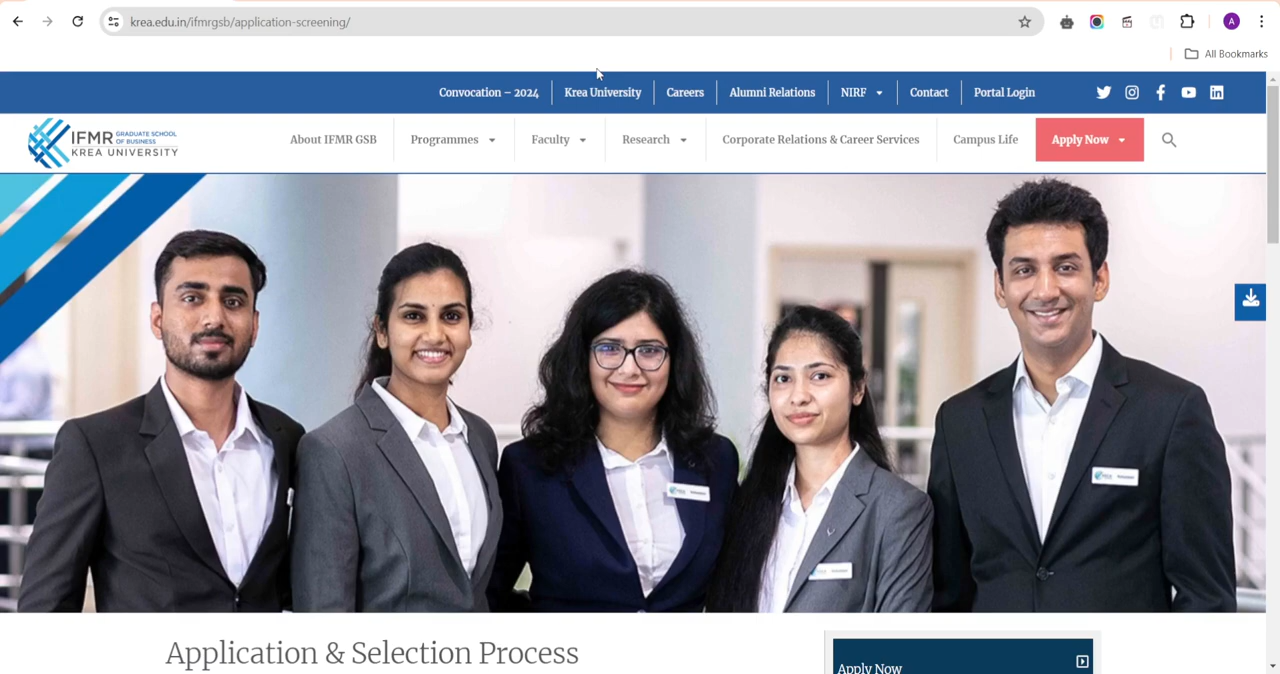 krea.edu.in/ifmrgsb/application-screening/
A
All Bookmarks
Convocation – 2024
Krea University
Careers
Alumni Relations
NIRF
Contact
Portal Login
IFMR GRADUATE SCHOOL OF BUSINESS
KREA UNIVERSITY
About IFMR GSB
Programmes
Faculty
Research
Corporate Relations & Career Services
Campus Life
Apply Now
Application & Selection Process
Apply Now